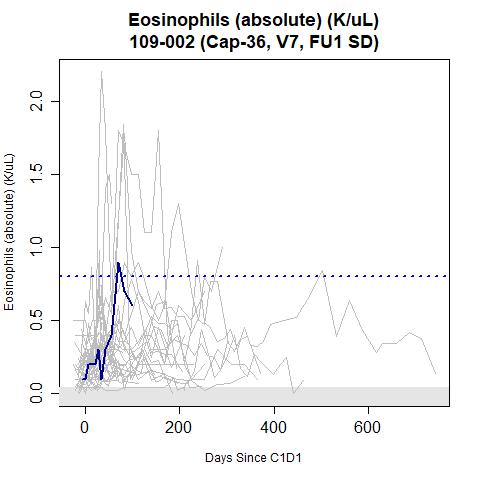 Eosinophils (absolute) (K/uL)
109-002 (Cap-36, V7, FU1 SD)
Eosinophils (absolute) (K/uL)
2.0
1.5
1.0
0.5
0.0
0 200 400 600
Days Since C1D1